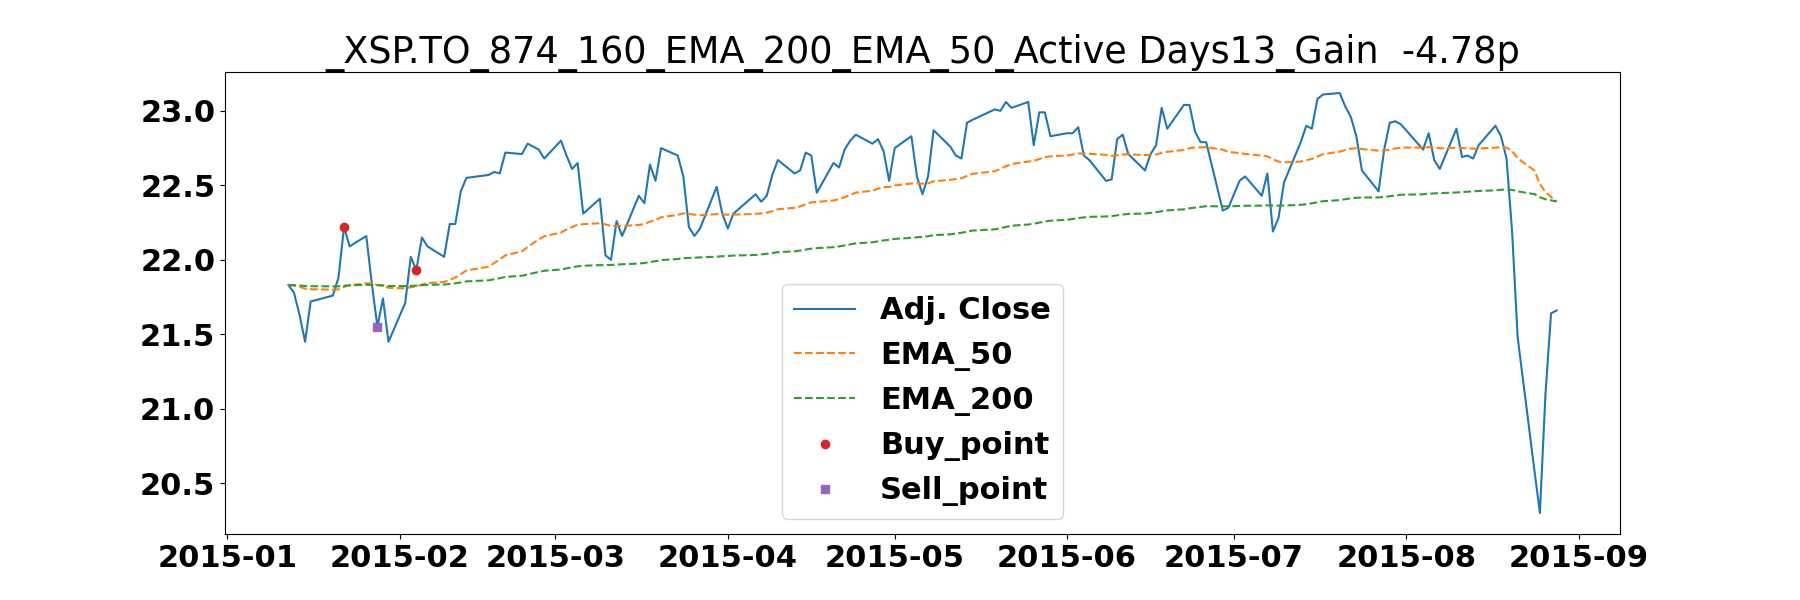 _XSP.TO_874_160_EMA_200_EMA_50_Active Days13_Gain  -4.78p
23.0
22.5
22.0
21.5
21.0
20.5
Adj. Close
EMA_50
EMA_200
Buy_point
Sell_point
2015-01 2015-02 2015-03 2015-04 2015-05 2015-06 2015-07 2015-08 2015-09